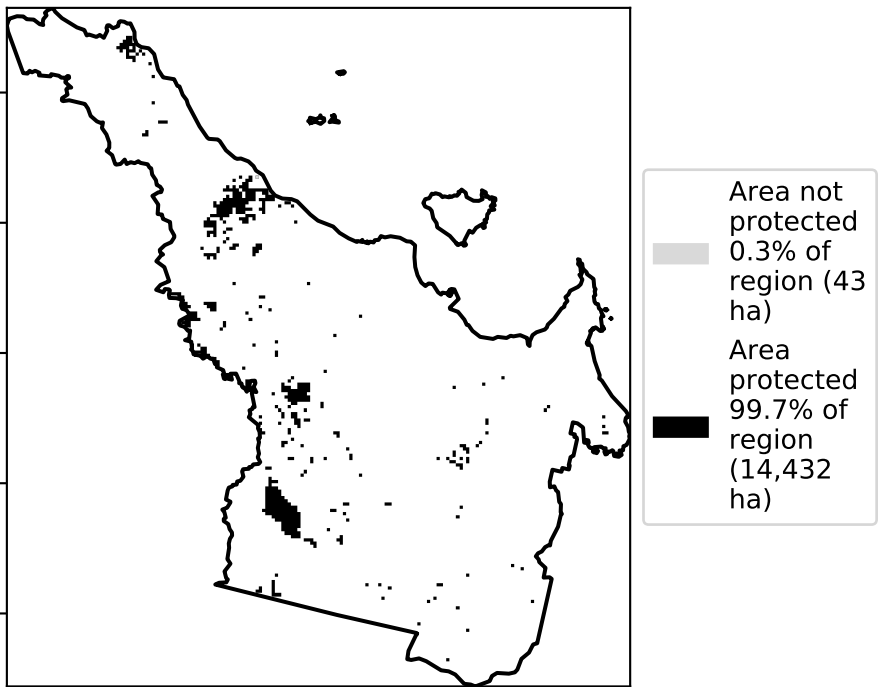 Area not
protected
0.3% of
region (43
ha)
Area
protected
99.7% of
region
(14,432
ha)